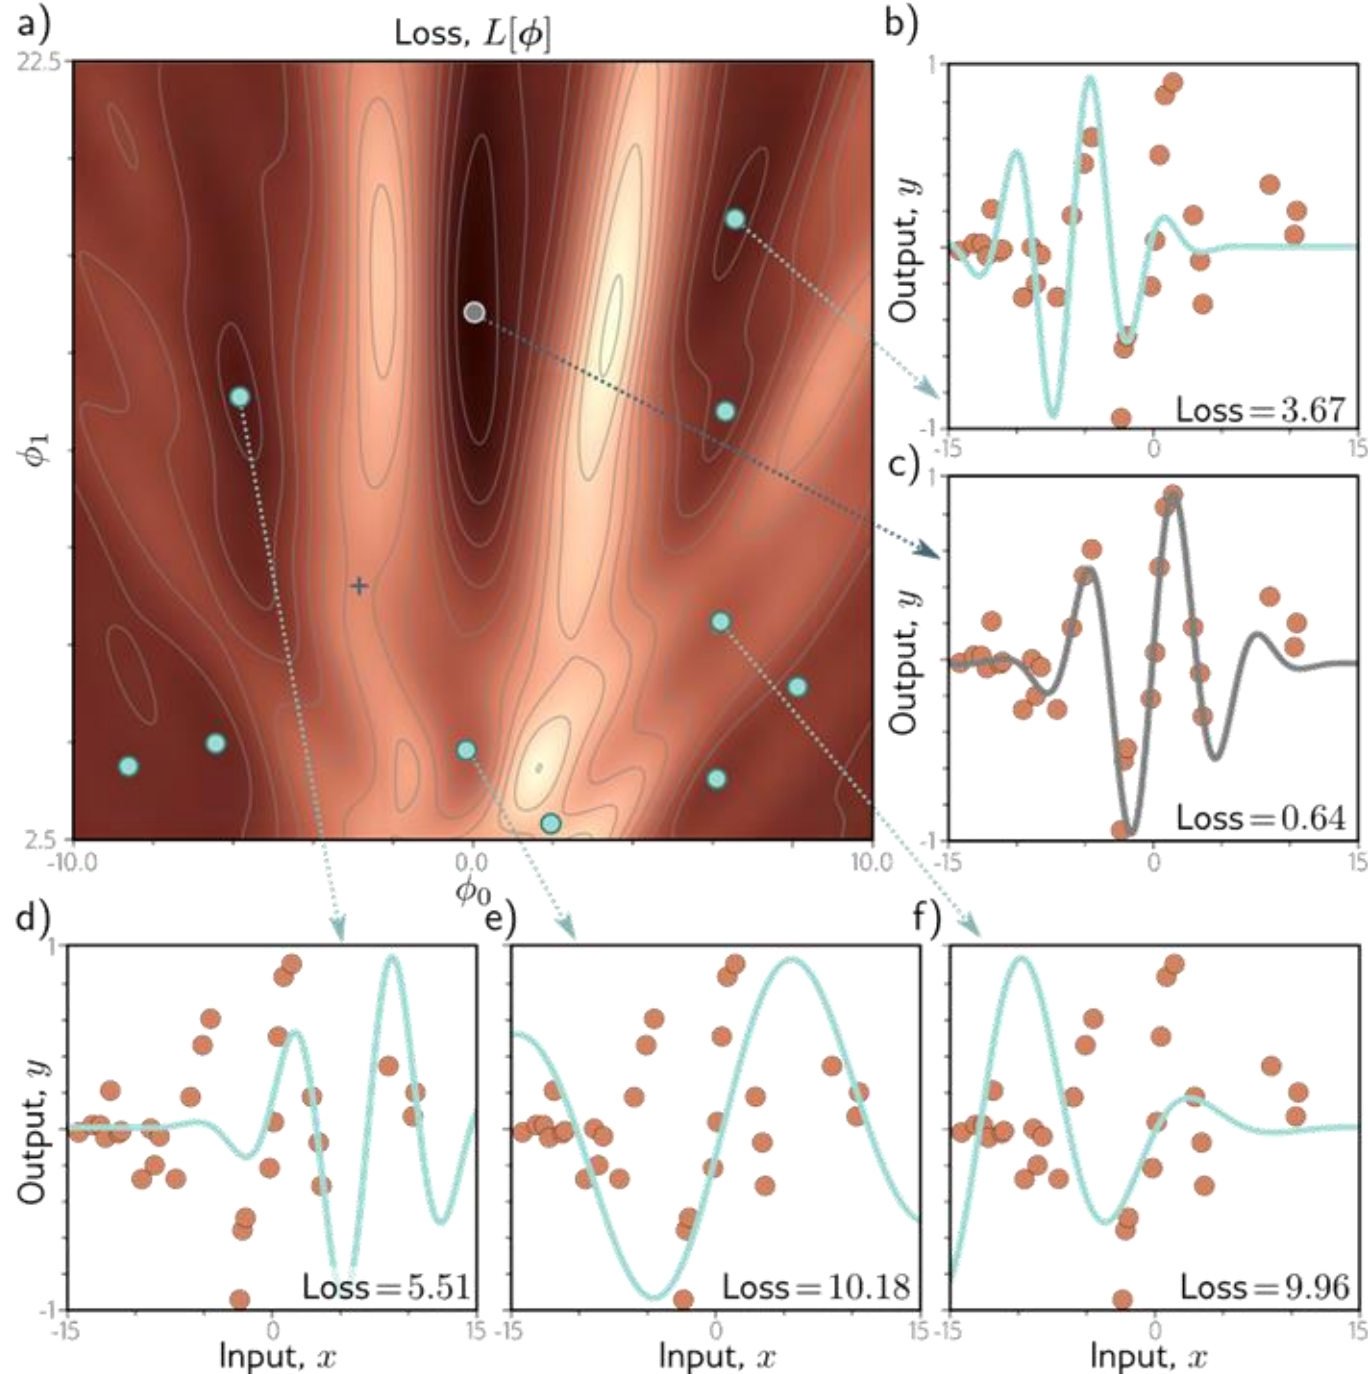 a)
Loss, L[ϕ]
22.5
ϕ1
2.5
-10.0
0.0
10.0
ϕ0
b)
1
Output, y
Loss=3.67
-1
-15
0
15
c)
1
Output, y
Loss=0.64
-1
-15
0
15
d)
1
Output, y
Loss=5.51
-1
-15
0
15
Input, x
e)
Loss=10.18
-15
0
15
Input, x
f)
Loss=9.96
-15
0
15
Input, x